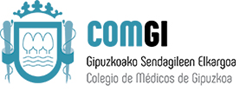 COMGI
Gipuzkoako Sendagileen Elkargoa
Colegio de Médicos de Gipuzkoa